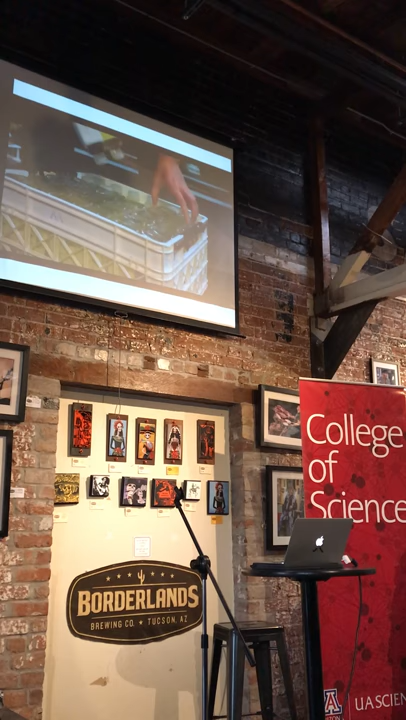 College
of
Science
BORDERLANDS
BREWING CO. ★ TUCSON, AZ
A
UA SCIEN